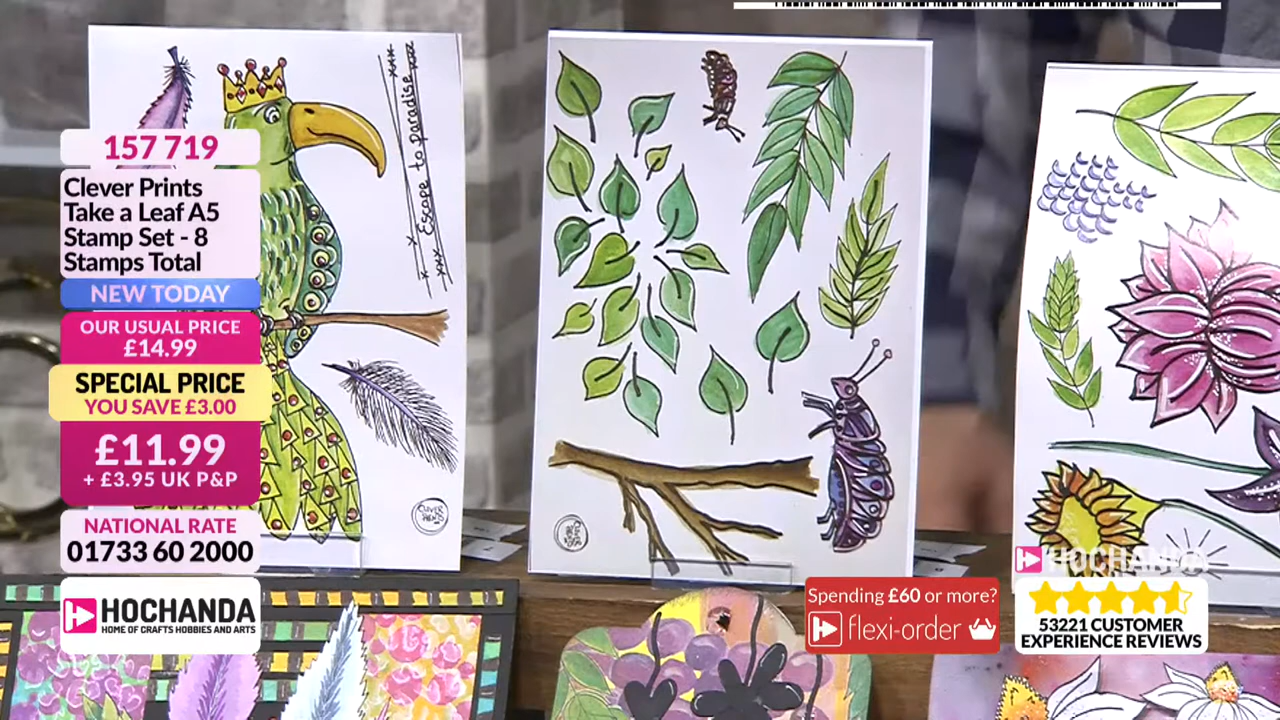 157 719
Clever Prints
Take a Leaf A5
Stamp Set - 8
Stamps Total
NEW TODAY
OUR USUAL PRICE
£14.99
SPECIAL PRICE
YOU SAVE £3.00
£11.99
+ £3.95 UK P&P
NATIONAL RATE
01733 60 2000
HOCHANDA
HOME OF CRAFTS HOBBIES AND ARTS
Escape to paradise
CLEVER PRINTS
Spending £60 or more?
flexi-order
HOCHANDA
53221 CUSTOMER
EXPERIENCE REVIEWS